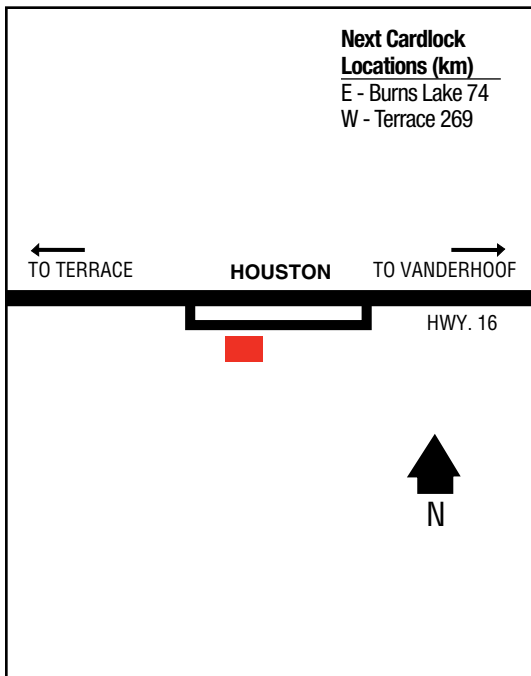 Next Cardlock
Locations (km)
E - Burns Lake 74
W - Terrace 269
TO TERRACE
HOUSTON
TO VANDERHOOF
HWY. 16
N